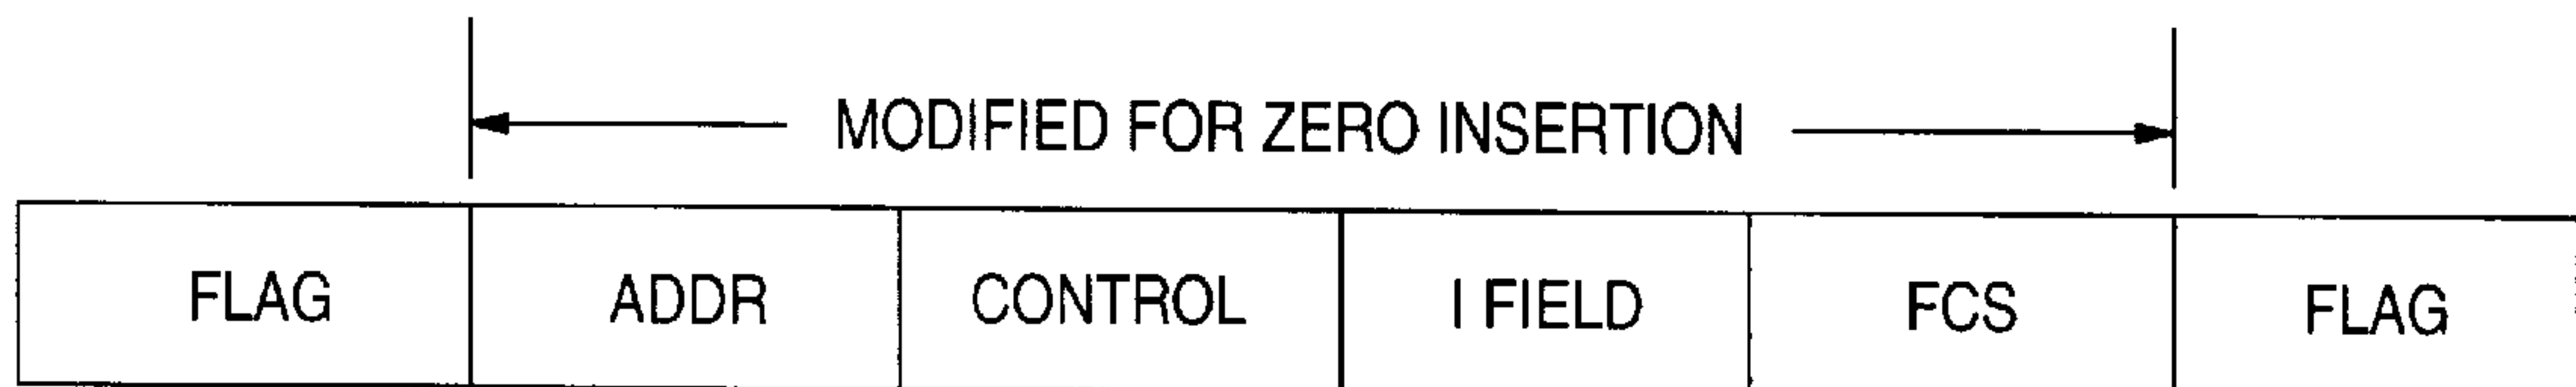 MODIFIED FOR ZERO INSERTION
FLAG ADDR CONTROL I FIELD FCS FLAG